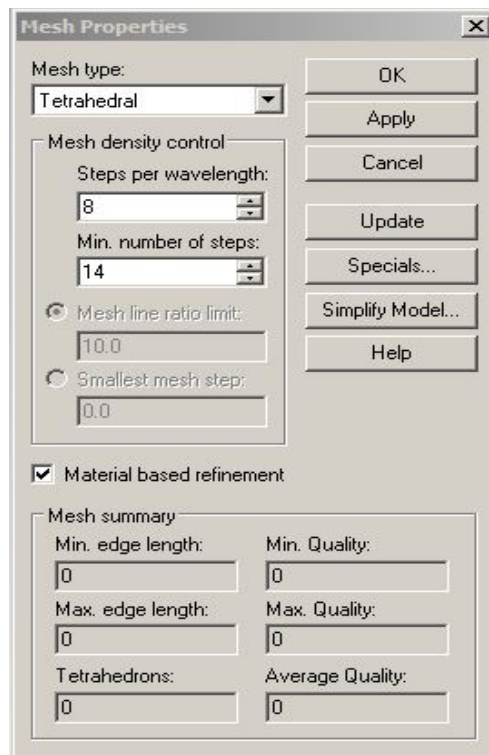 Mesh Properties
Mesh type:
Tetrahedral
OK
Apply
Cancel
Mesh density control
Steps per wavelength:
8
Min. number of steps:
14
Mesh line ratio limit:
10.0
Smallest mesh step:
0.0
Update
Specials...
Simplify Model...
Help
Material based refinement
Mesh summary
Min. edge length: Min. Quality:
0 0
Max. edge length: Max. Quality:
0 0
Tetrahedrons: Average Quality:
0 0